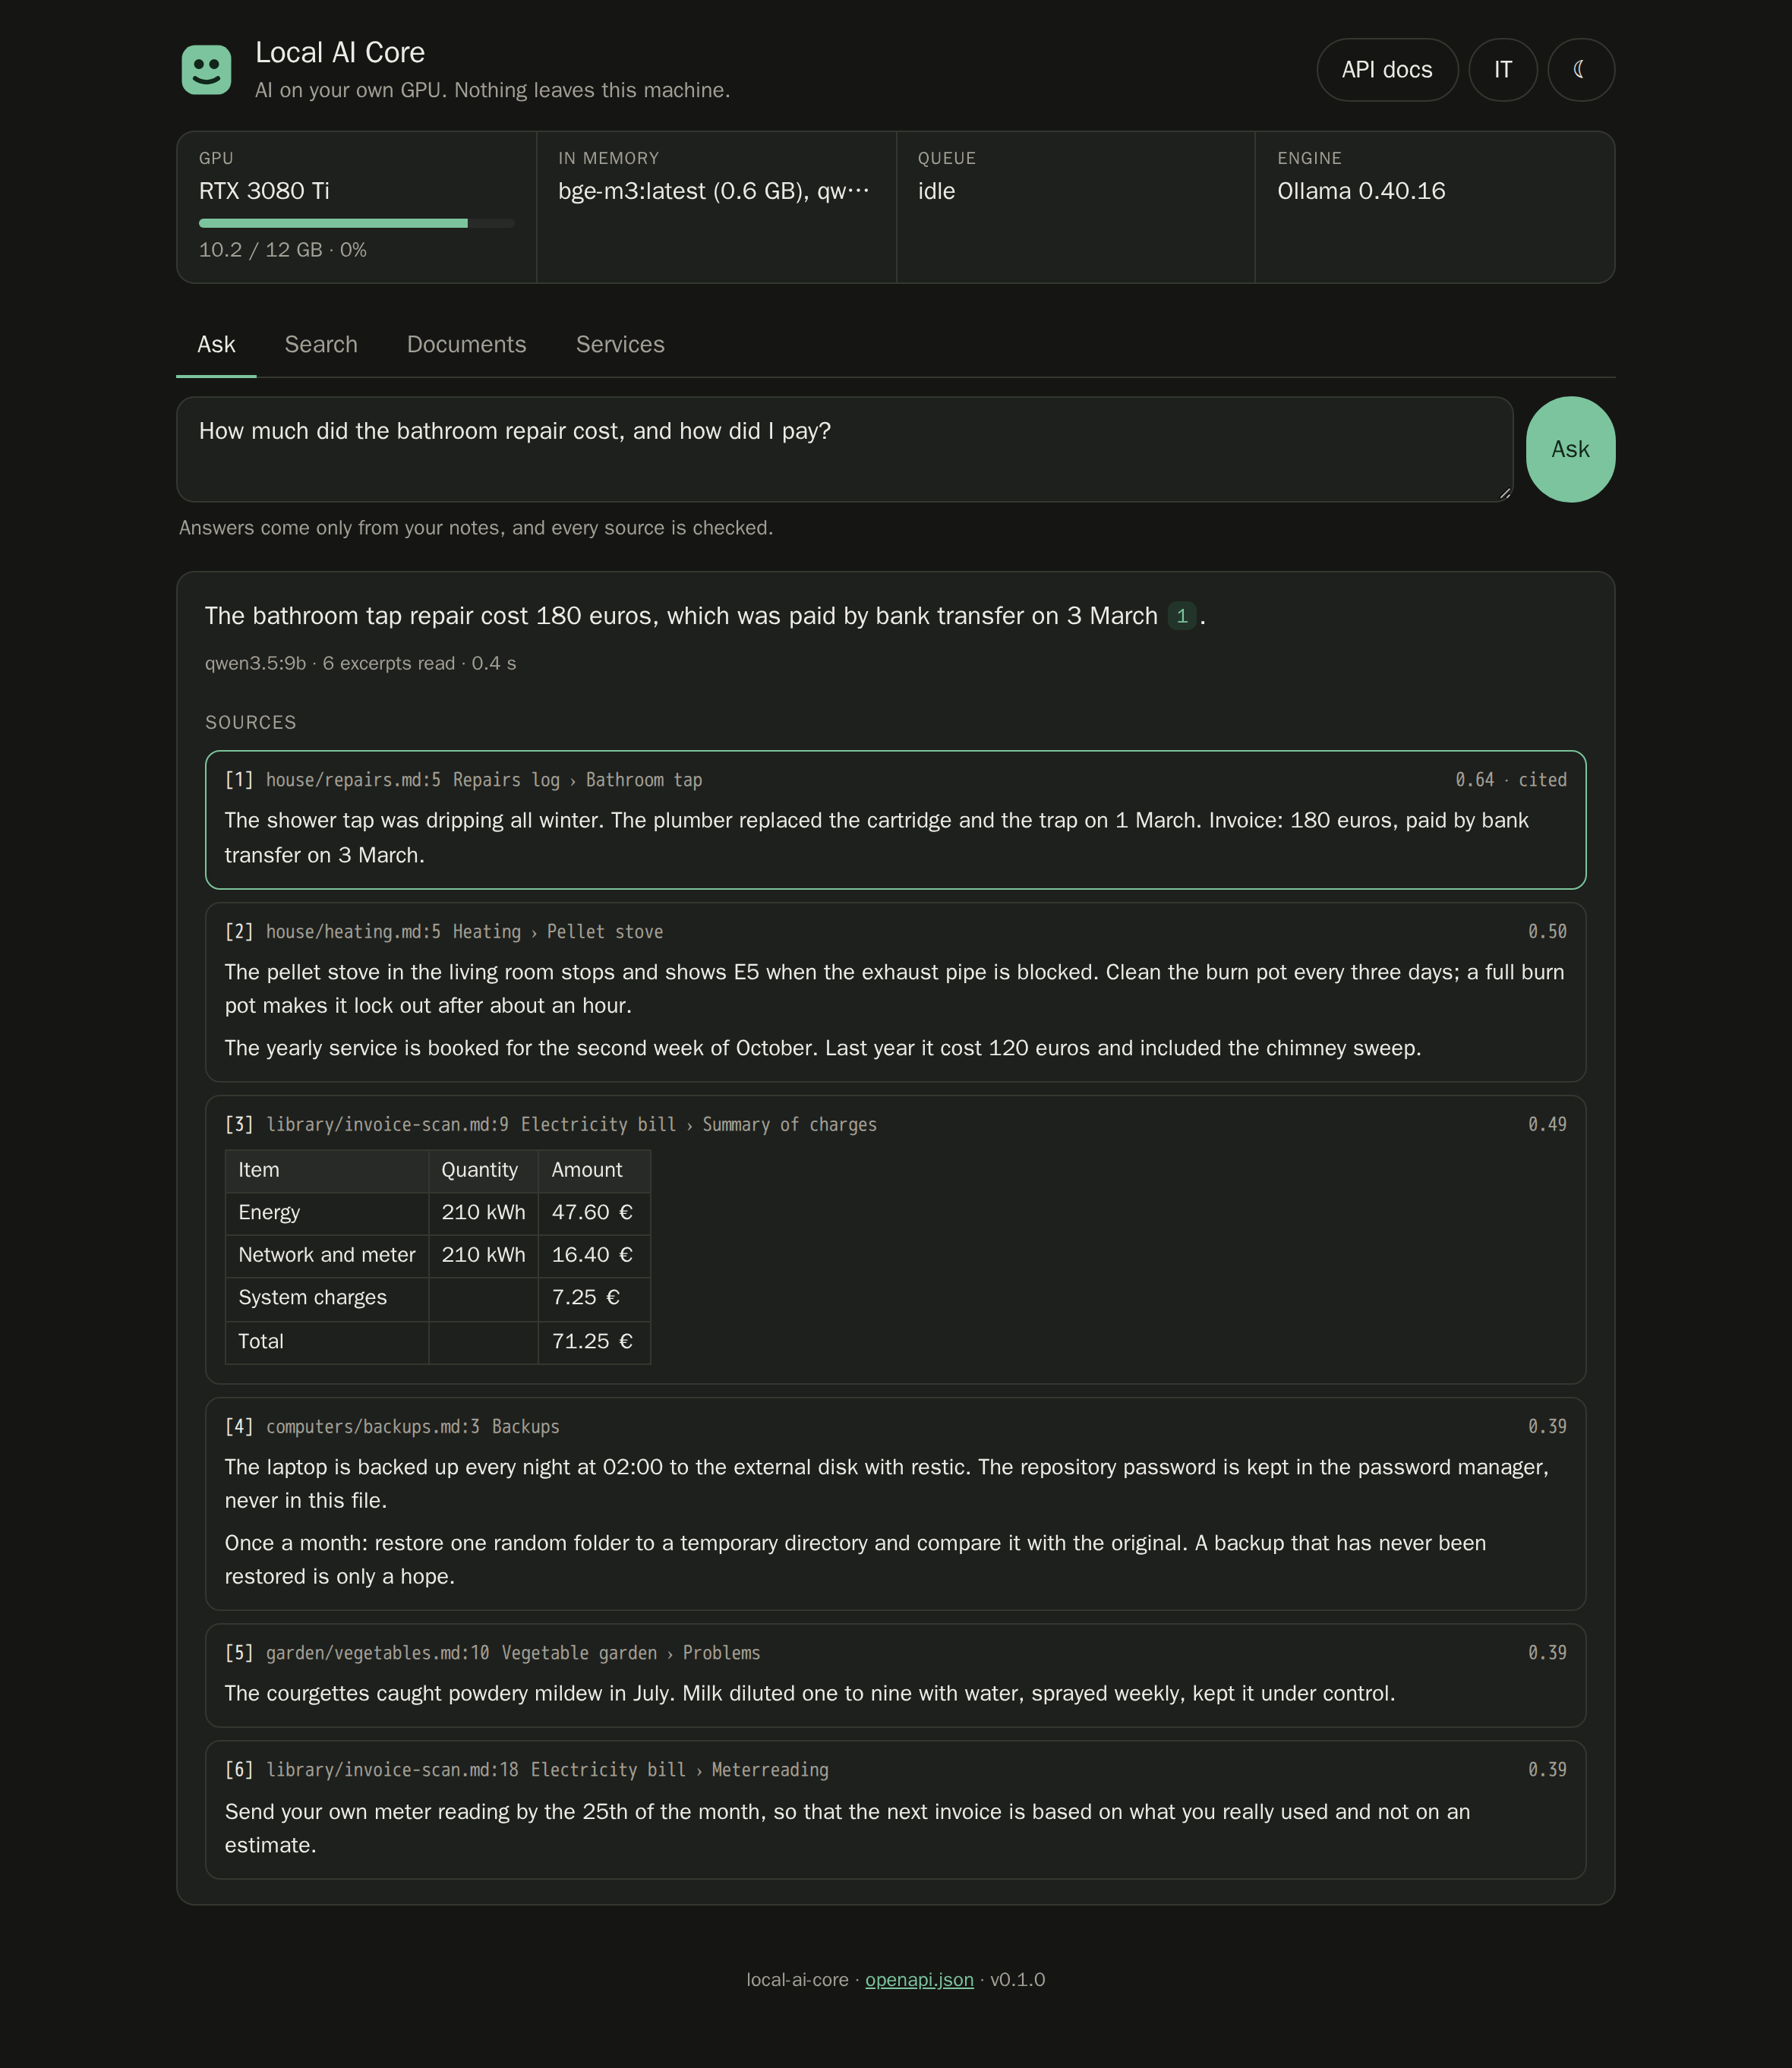 Local AI Core
AI on your own GPU. Nothing leaves this machine.
API docs
IT
GPU
RTX 3080 Ti
10.2 / 12 GB · 0%
IN MEMORY
bge-m3:latest (0.6 GB), qw…
QUEUE
idle
ENGINE
Ollama 0.40.16
Ask
Search
Documents
Services
How much did the bathroom repair cost, and how did I pay?
Ask
Answers come only from your notes, and every source is checked.
The bathroom tap repair cost 180 euros, which was paid by bank transfer on 3 March 1.
qwen3.5:9b · 6 excerpts read · 0.4 s
SOURCES
[1] house/repairs.md:5 Repairs log › Bathroom tap 0.64 · cited
The shower tap was dripping all winter. The plumber replaced the cartridge and the trap on 1 March. Invoice: 180 euros, paid by bank
transfer on 3 March.
[2] house/heating.md:5 Heating › Pellet stove 0.50
The pellet stove in the living room stops and shows E5 when the exhaust pipe is blocked. Clean the burn pot every three days; a full burn
pot makes it lock out after about an hour.
The yearly service is booked for the second week of October. Last year it cost 120 euros and included the chimney sweep.
[3] library/invoice-scan.md:9 Electricity bill › Summary of charges 0.49
Item Quantity Amount
Energy 210 kWh 47.60 €
Network and meter 210 kWh 16.40 €
System charges 7.25 €
Total 71.25 €
[4] computers/backups.md:3 Backups 0.39
The laptop is backed up every night at 02:00 to the external disk with restic. The repository password is kept in the password manager,
never in this file.
Once a month: restore one random folder to a temporary directory and compare it with the original. A backup that has never been
restored is only a hope.
[5] garden/vegetables.md:10 Vegetable garden › Problems 0.39
The courgettes caught powdery mildew in July. Milk diluted one to nine with water, sprayed weekly, kept it under control.
[6] library/invoice-scan.md:18 Electricity bill › Meterreading 0.39
Send your own meter reading by the 25th of the month, so that the next invoice is based on what you really used and not on an
estimate.
local-ai-core · openapi.json · v0.1.0